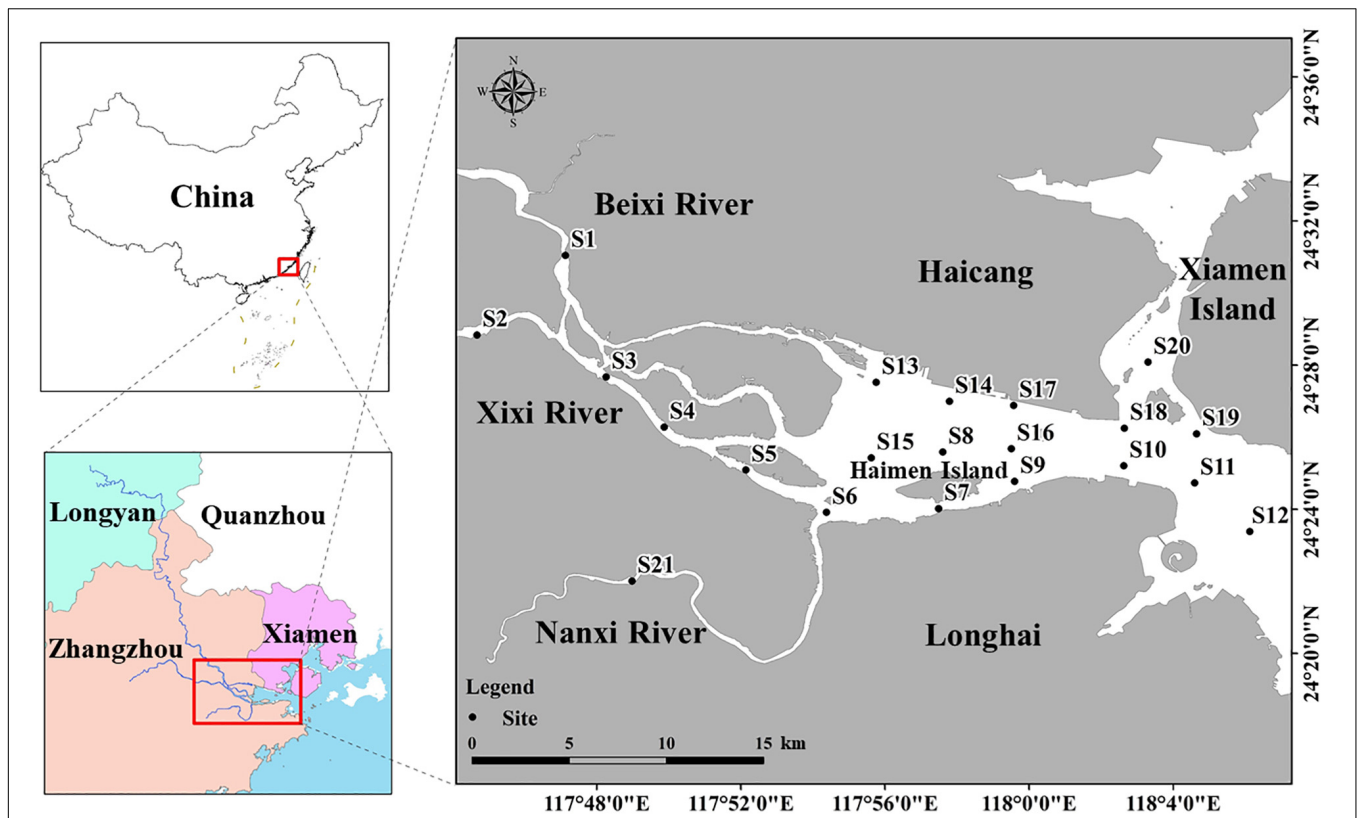 China
Longyan
Quanzhou
Zhangzhou
Xiamen
N
W E
S
Beixi River
S1
Haicang
Xiamen
Island
S2
S20
S3
S13
S14
S17
Xixi River
S4
S18
S19
S15
S8
S16
S5
Haimen Island
S10
S9
S11
S6
S7
S12
S21
Nanxi River
Longhai
Legend
Site
0 5 10 15 km
24°36'0"N
24°32'0"N
24°28'0"N
24°24'0"N
24°20'0"N
117°48'0"E
117°52'0"E
117°56'0"E
118°0'0"E
118°4'0"E